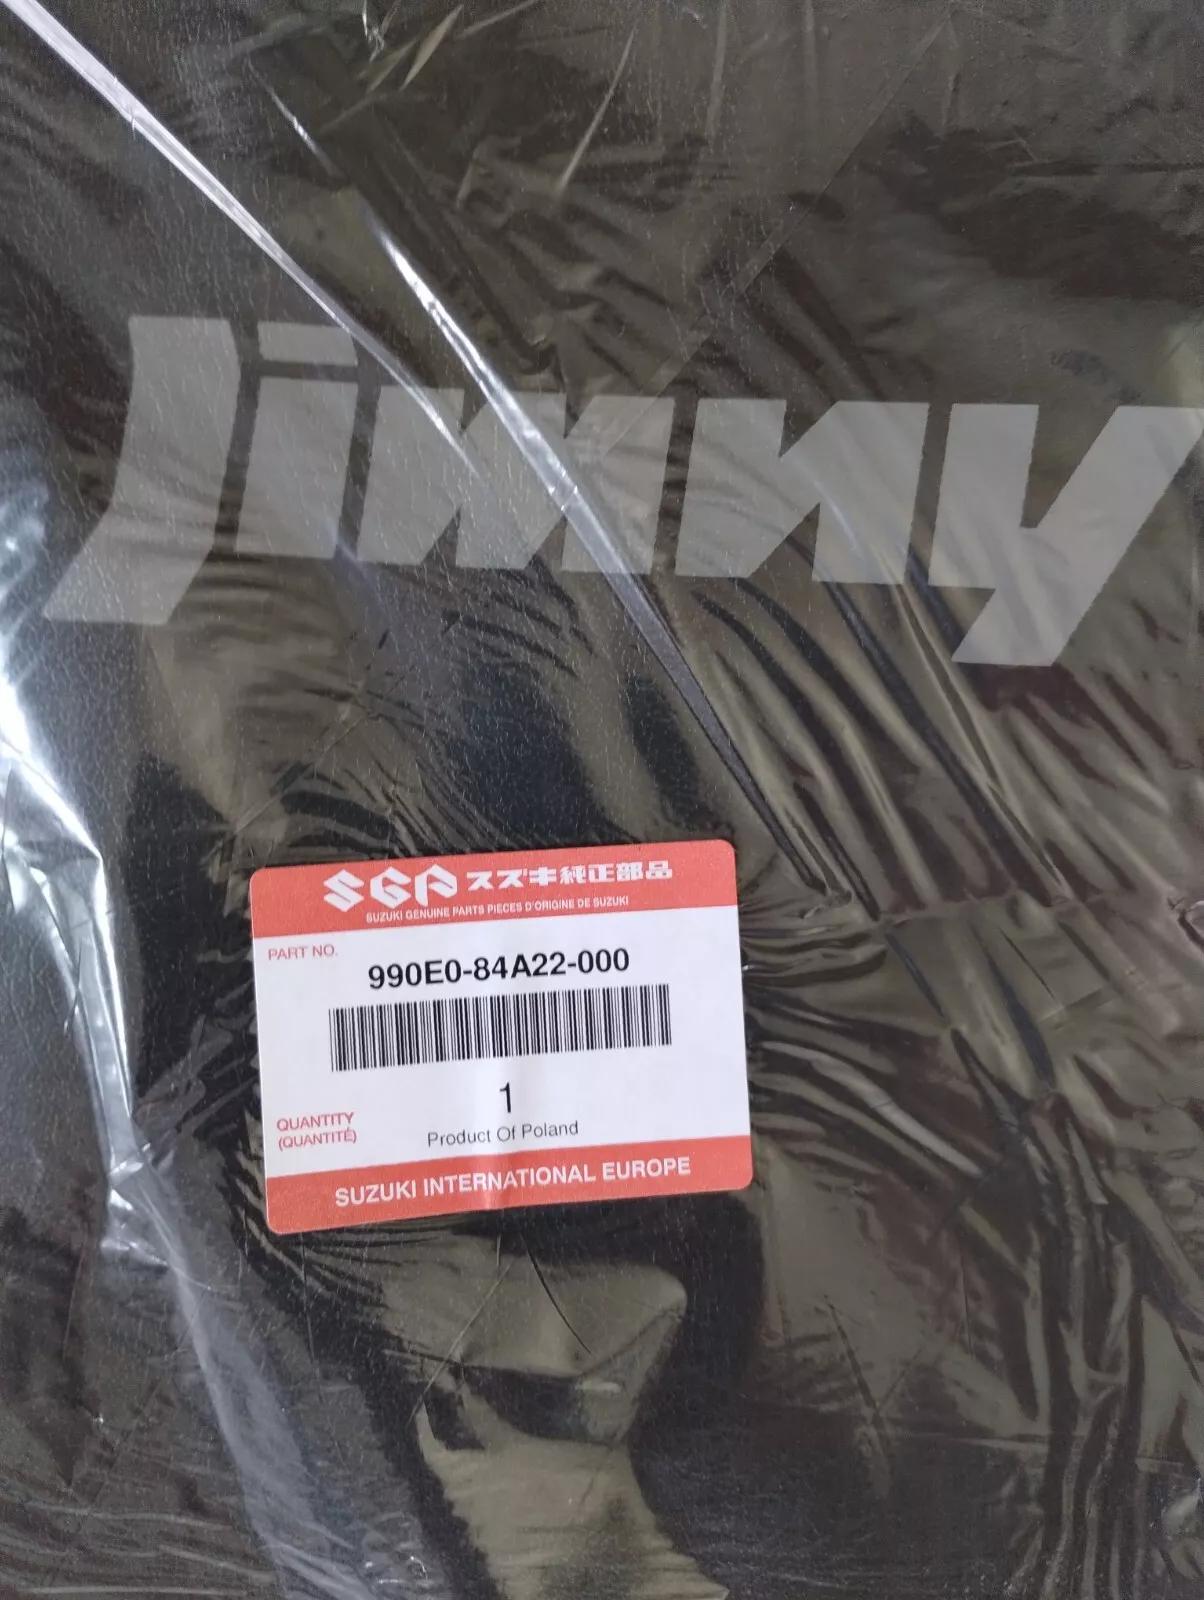 Jimny
SGP スズキ純正部品
SUZUKI GENUINE PARTS PIECES D'ORIGINE DE SUZUKI
PART NO.
990E0-84A22-000
1
QUANTITY
(QUANTITÉ)
Product Of Poland
SUZUKI INTERNATIONAL EUROPE